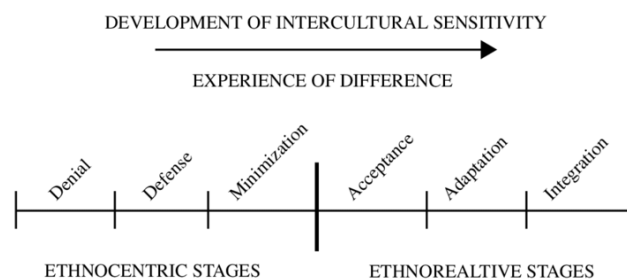 DEVELOPMENT OF INTERCULTURAL SENSITIVITY
EXPERIENCE OF DIFFERENCE
Denial
Defense
Minimization
Acceptance
Adaptation
Integration
ETHNOCENTRIC STAGES
ETHNOREALTIVE STAGES